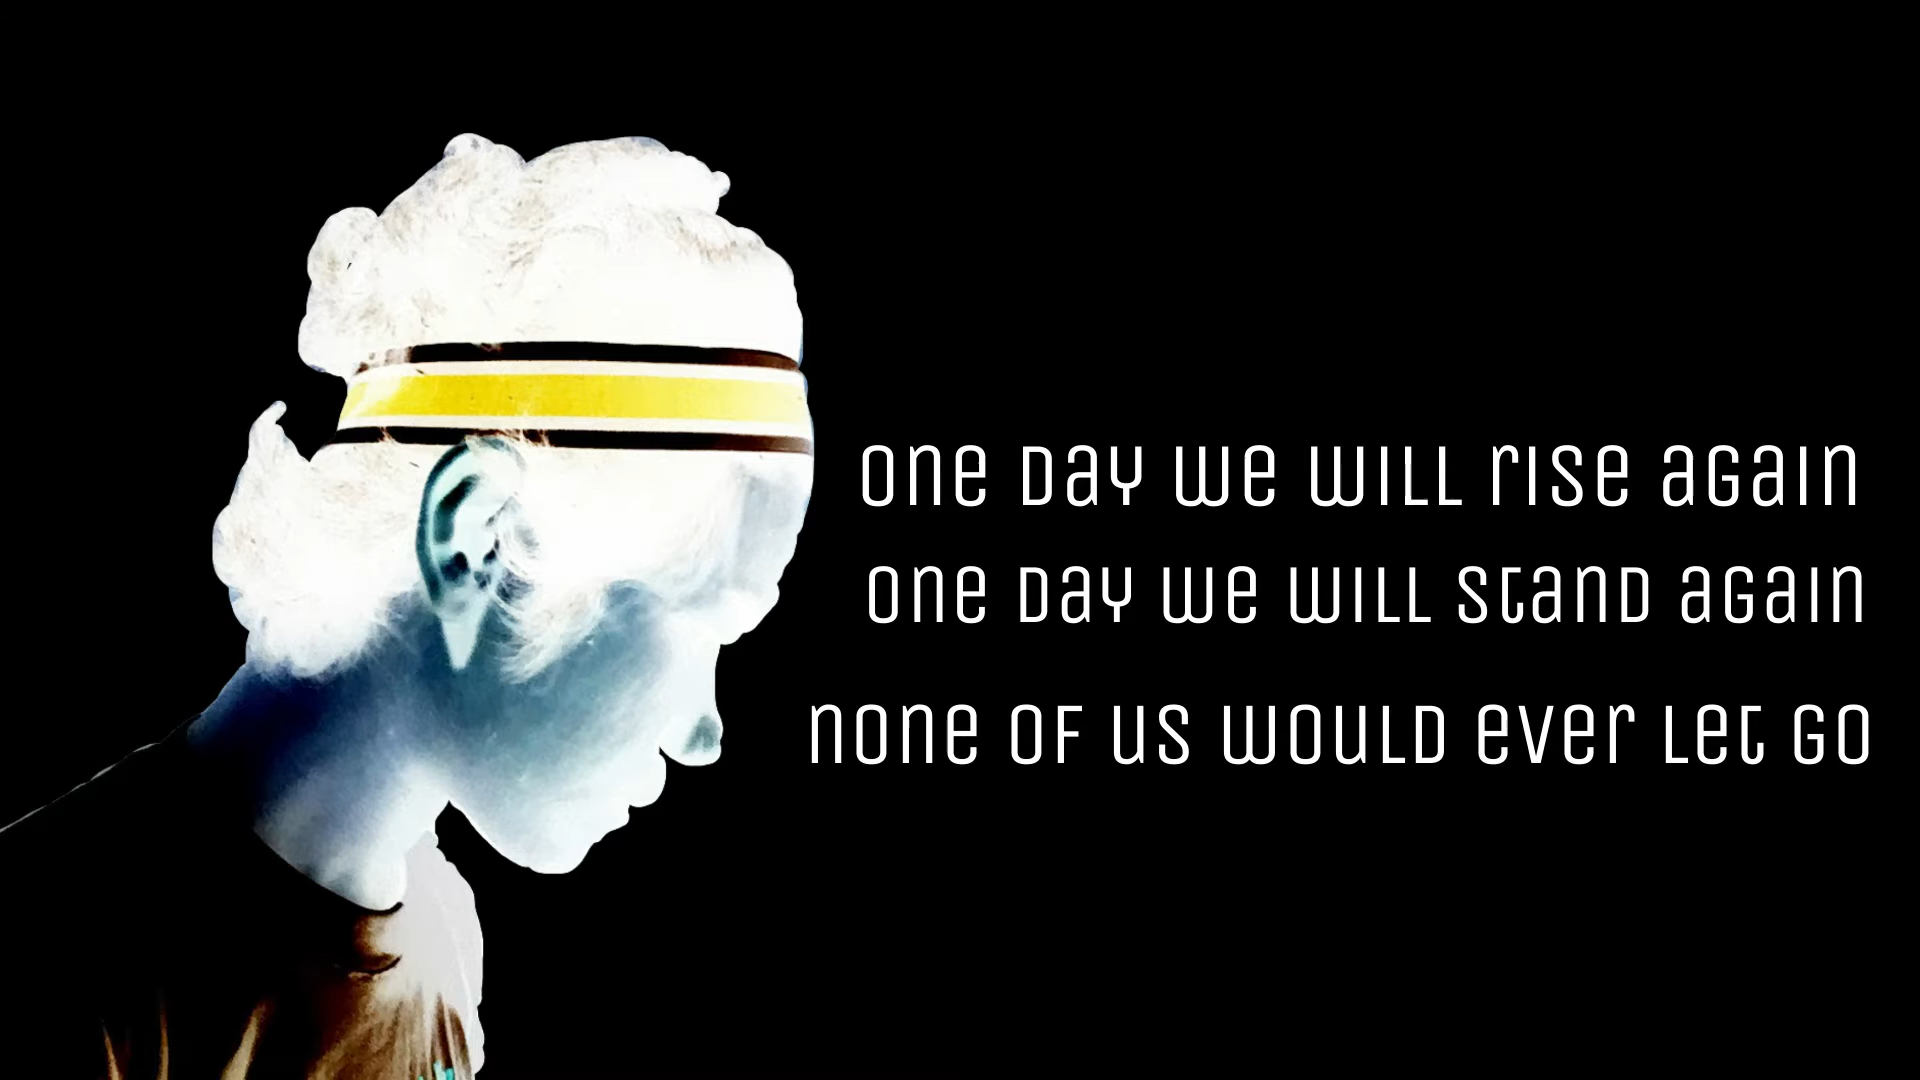 One day we will rise again
One day we will stand again
None of us would ever let go